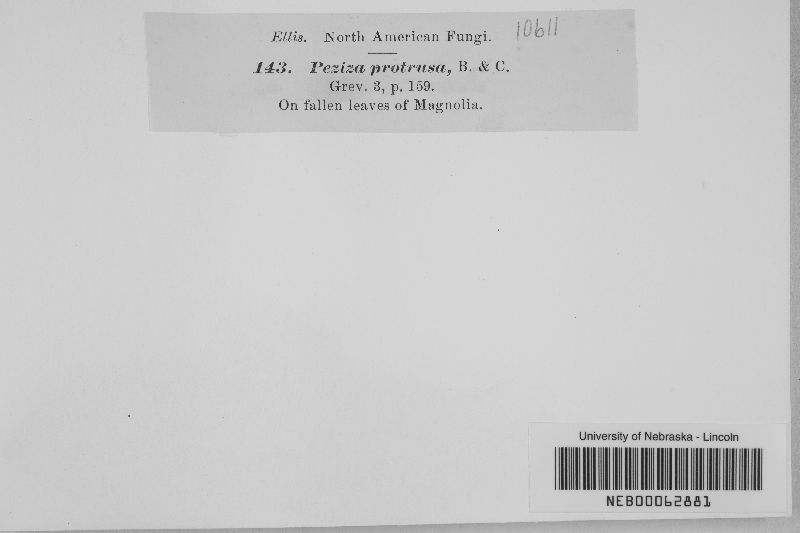 Ellis. North American Fungi.
10611
143. Peziza protrusa, B. & C.
Grev. 3, p. 159.
On fallen leaves of Magnolia.
University of Nebraska - Lincoln
NEB00062881